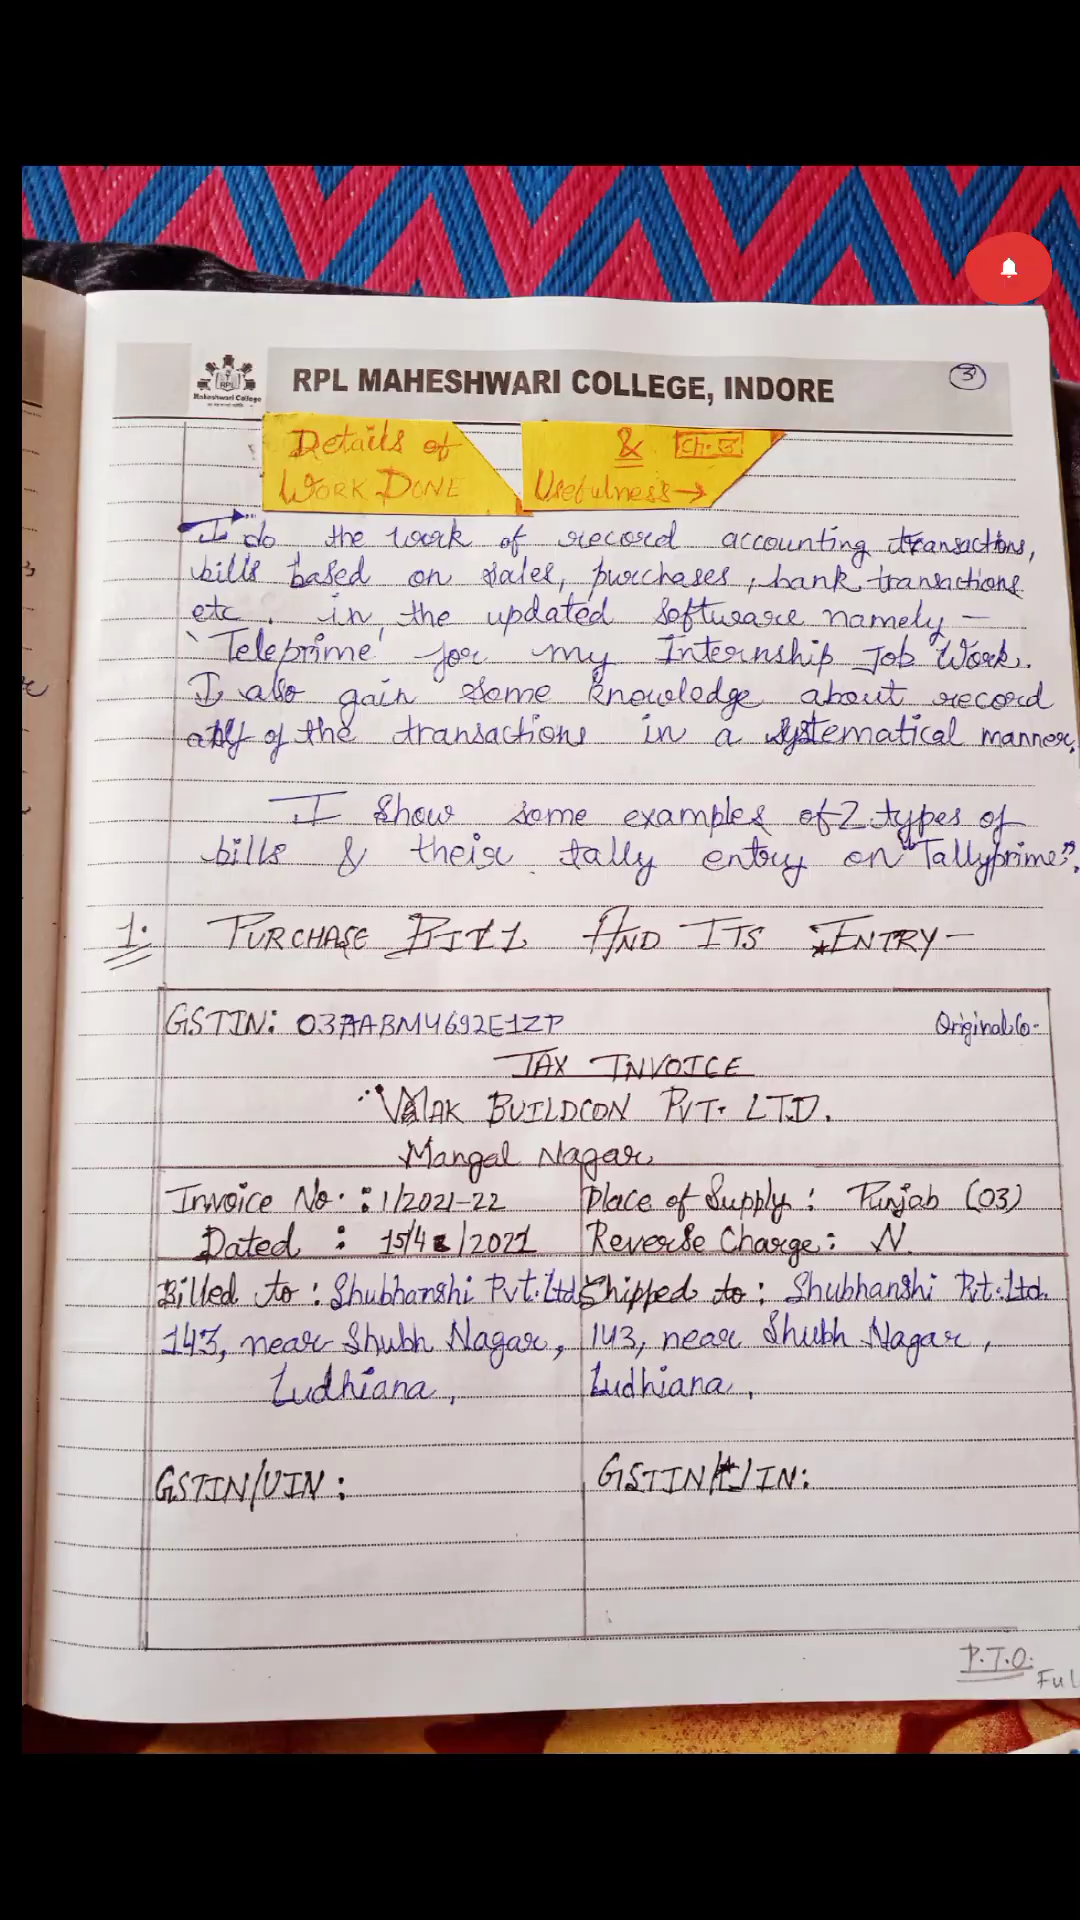 RPL
Maheshwari College
RPL MAHESHWARI COLLEGE, INDORE
3
Details of
WORK DONE
& Ch. 3
Usefulness→
I do the work of record accounting transactions,
bills based on sales, purchases, bank transactions
etc. in the updated software namely –
'Teleprime' for my Internship Job Work.
I also gain some knowledge about record
of the transactions in a systematical manner.
I show some examples of 2 types of
bills & their tally entry on "Tallyprime".
1. PURCHASE BILL AND ITS ENTRY –
GSTIN: 03AABMY692E1ZP Original Co-
TAX INVOICE
MAK BUILDCON PVT. LTD.
Mangal Nagar
Invoice No. : 1/2021-22 Place of Supply : Punjab (03)
Dated : 15/4/2021 Reverse Charge : N.
Billed to : Shubhanshi Pvt. Ltd. Shipped to : Shubhanshi Pvt. Ltd.
143, near Shubh Nagar, 143, near Shubh Nagar,
Ludhiana, Ludhiana,
GSTIN/UIN : GSTIN/UIN:
P.T.O.
Ful